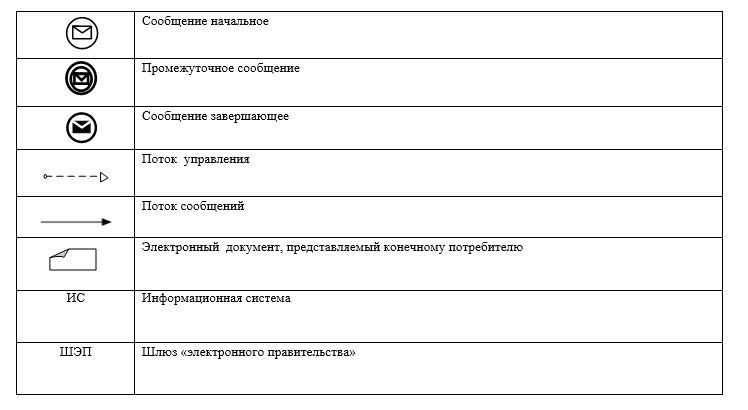 Сообщение начальное
Промежуточное сообщение
Сообщение завершающее
Поток  управления
Поток сообщений
Электронный  документ, представляемый конечному потребителю
ИС Информационная система
ШЭП Шлюз «электронного правительства»